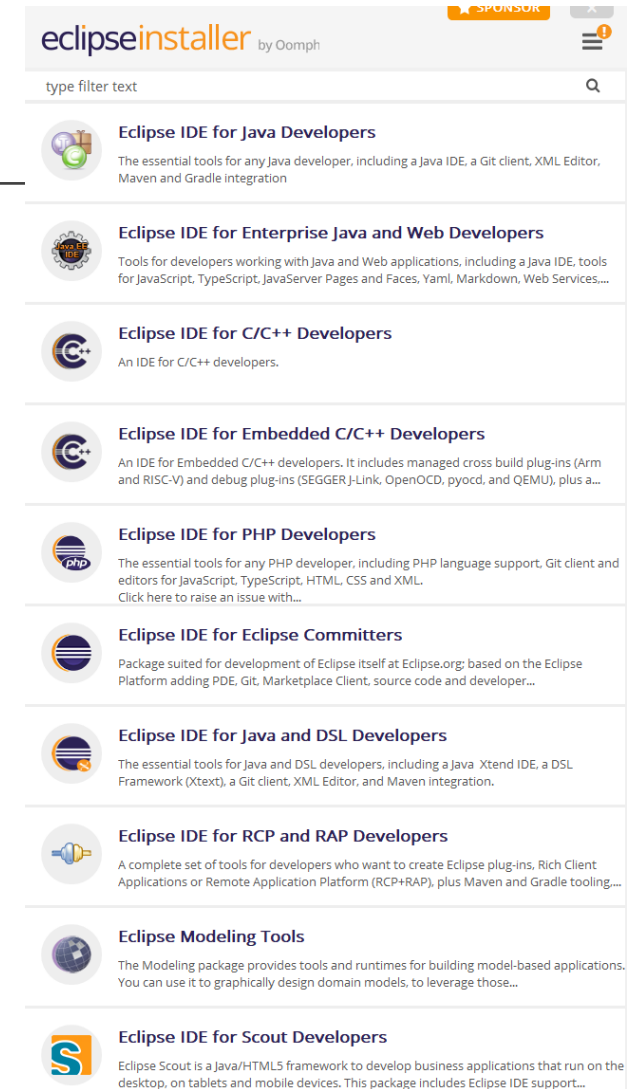 SPONSOR
eclipseinstaller by Oomph
type filter text
Eclipse IDE for Java Developers
The essential tools for any Java developer, including a Java IDE, a Git client, XML Editor,
Maven and Gradle integration
Java EE
IDE
Eclipse IDE for Enterprise Java and Web Developers
Tools for developers working with Java and Web applications, including a Java IDE, tools
for JavaScript, TypeScript, JavaServer Pages and Faces, Yaml, Markdown, Web Services,...
C++
Eclipse IDE for C/C++ Developers
An IDE for C/C++ developers.
C++
Eclipse IDE for Embedded C/C++ Developers
An IDE for Embedded C/C++ developers. It includes managed cross build plug-ins (Arm
and RISC-V) and debug plug-ins (SEGGER J-Link, OpenOCD, pyocd, and QEMU), plus a...
php
Eclipse IDE for PHP Developers
The essential tools for any PHP developer, including PHP language support, Git client and
editors for JavaScript, TypeScript, HTML, CSS and XML.
Click here to raise an issue with...
Eclipse IDE for Eclipse Committers
Package suited for development of Eclipse itself at Eclipse.org; based on the Eclipse
Platform adding PDE, Git, Marketplace Client, source code and developer...
Eclipse IDE for Java and DSL Developers
The essential tools for Java and DSL developers, including a Java  Xtend IDE, a DSL
Framework (Xtext), a Git client, XML Editor, and Maven integration.
Eclipse IDE for RCP and RAP Developers
A complete set of tools for developers who want to create Eclipse plug-ins, Rich Client
Applications or Remote Application Platform (RCP+RAP), plus Maven and Gradle tooling,...
Eclipse Modeling Tools
The Modeling package provides tools and runtimes for building model-based applications.
You can use it to graphically design domain models, to leverage those...
S
Eclipse IDE for Scout Developers
Eclipse Scout is a Java/HTML5 framework to develop business applications that run on the
desktop, on tablets and mobile devices. This package includes Eclipse IDE support...